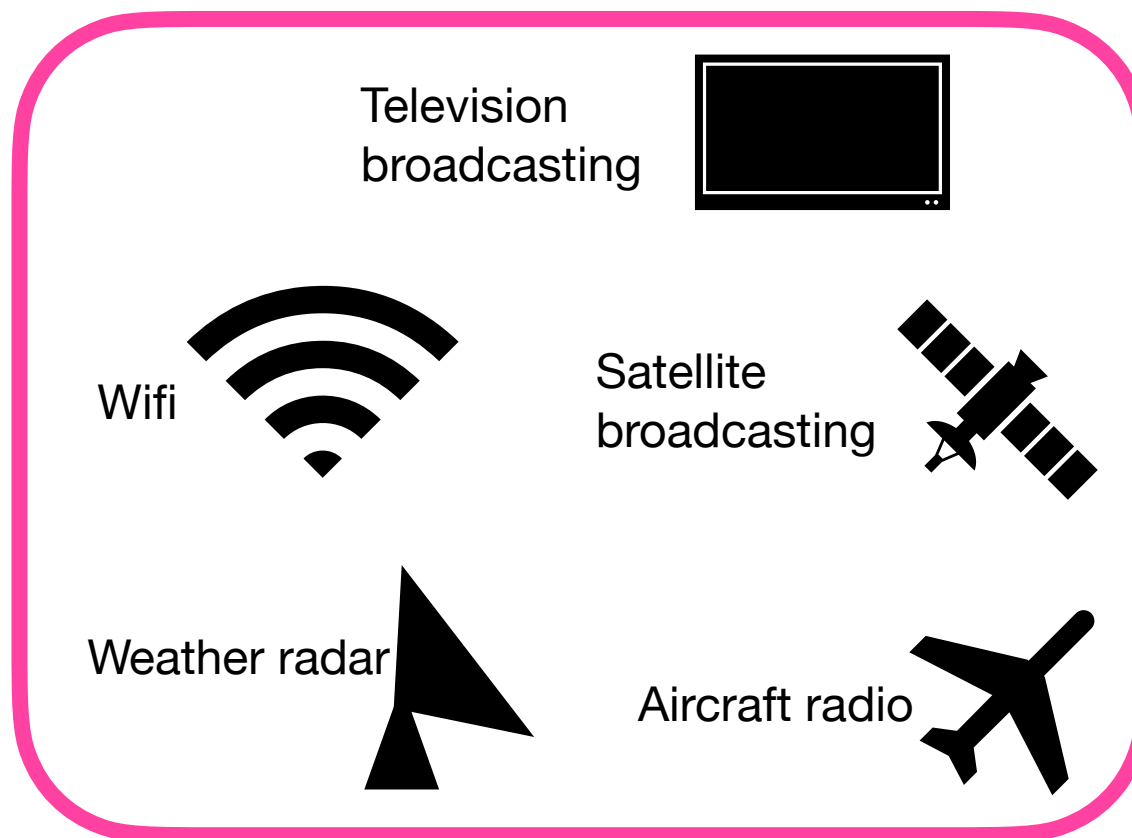 Television
broadcasting
Wifi
Satellite
broadcasting
Weather radar
Aircraft radio